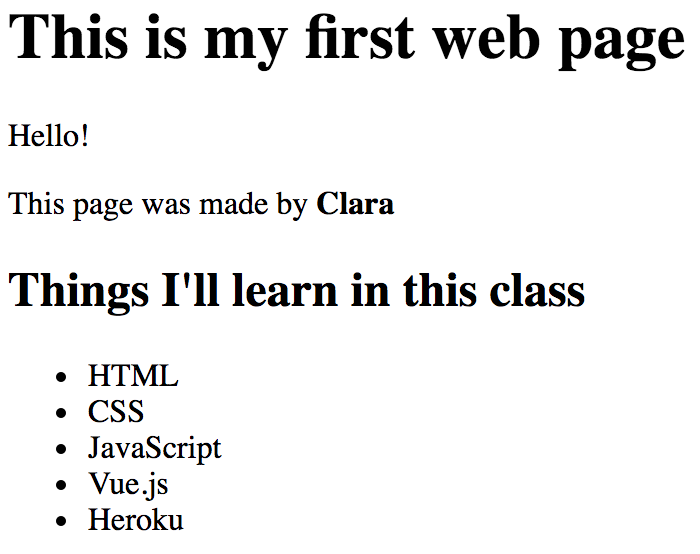 This is my first web page
Hello!
This page was made by Clara
Things I'll learn in this class
• HTML
• CSS
• JavaScript
• Vue.js
• Heroku